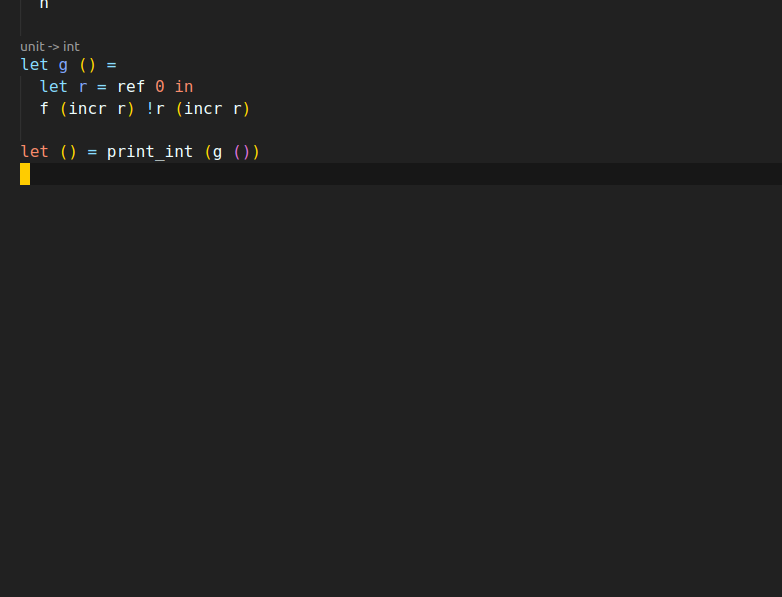 n
unit -> int
let g () =
  let r = ref 0 in
  f (incr r) !r (incr r)
let () = print_int (g ())